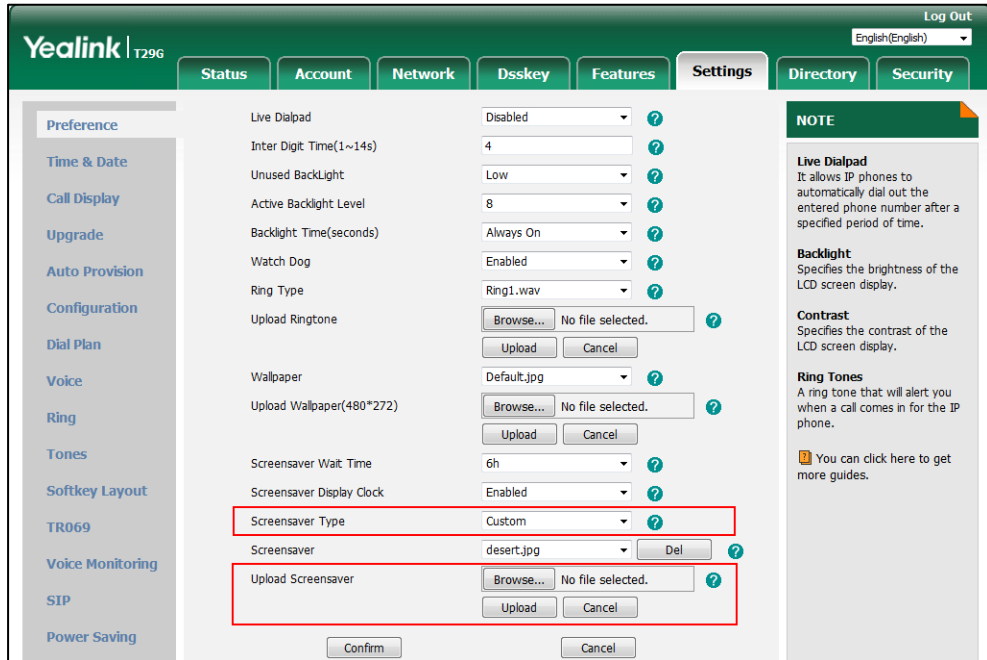 Log Out
Yealink T29G
English(English)
Status Account Network Dsskey Features Settings Directory Security
Preference
Time & Date
Call Display
Upgrade
Auto Provision
Configuration
Dial Plan
Voice
Ring
Tones
Softkey Layout
TR069
Voice Monitoring
SIP
Power Saving
Live Dialpad Disabled ?
Inter Digit Time(1~14s) 4 ?
Unused BackLight Low ?
Active Backlight Level 8 ?
Backlight Time(seconds) Always On ?
Watch Dog Enabled ?
Ring Type Ring1.wav ?
Upload Ringtone Browse... No file selected. ?
Upload Cancel
Wallpaper Default.jpg ?
Upload Wallpaper(480*272) Browse... No file selected. ?
Upload Cancel
Screensaver Wait Time 6h ?
Screensaver Display Clock Enabled ?
Screensaver Type Custom ?
Screensaver desert.jpg Del ?
Upload Screensaver Browse... No file selected. ?
Upload Cancel
Confirm Cancel
NOTE
Live Dialpad
It allows IP phones to
automatically dial out the
entered phone number after a
specified period of time.
Backlight
Specifies the brightness of the
LCD screen display.
Contrast
Specifies the contrast of the
LCD screen display.
Ring Tones
A ring tone that will alert you
when a call comes in for the IP
phone.
? You can click here to get
more guides.